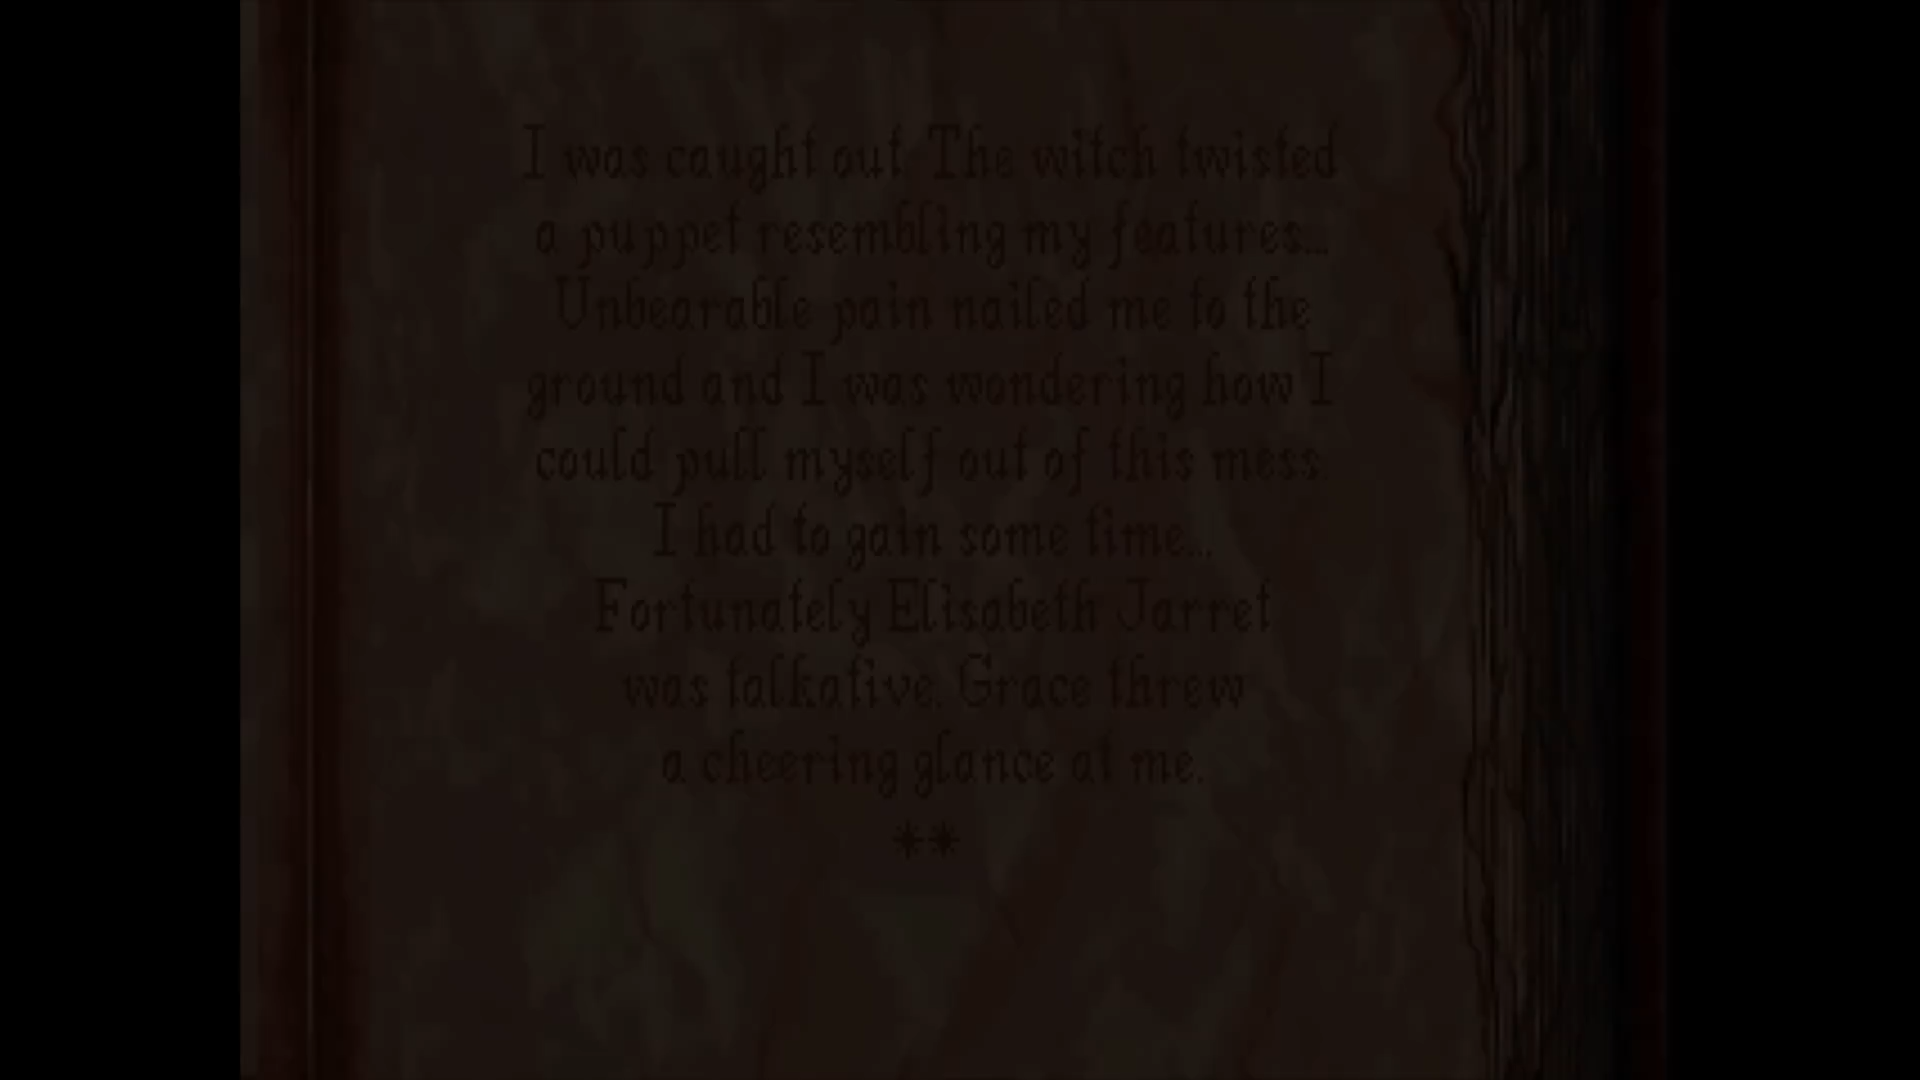 I was caught out. The witch twisted
a puppet resembling my features...
Unbearable pain nailed me to the
ground and I was wondering how I
could pull myself out of this mess.
I had to gain some time...
Fortunately Elisabeth Jarret
was talkative. Grace threw
a cheering glance at me.
**